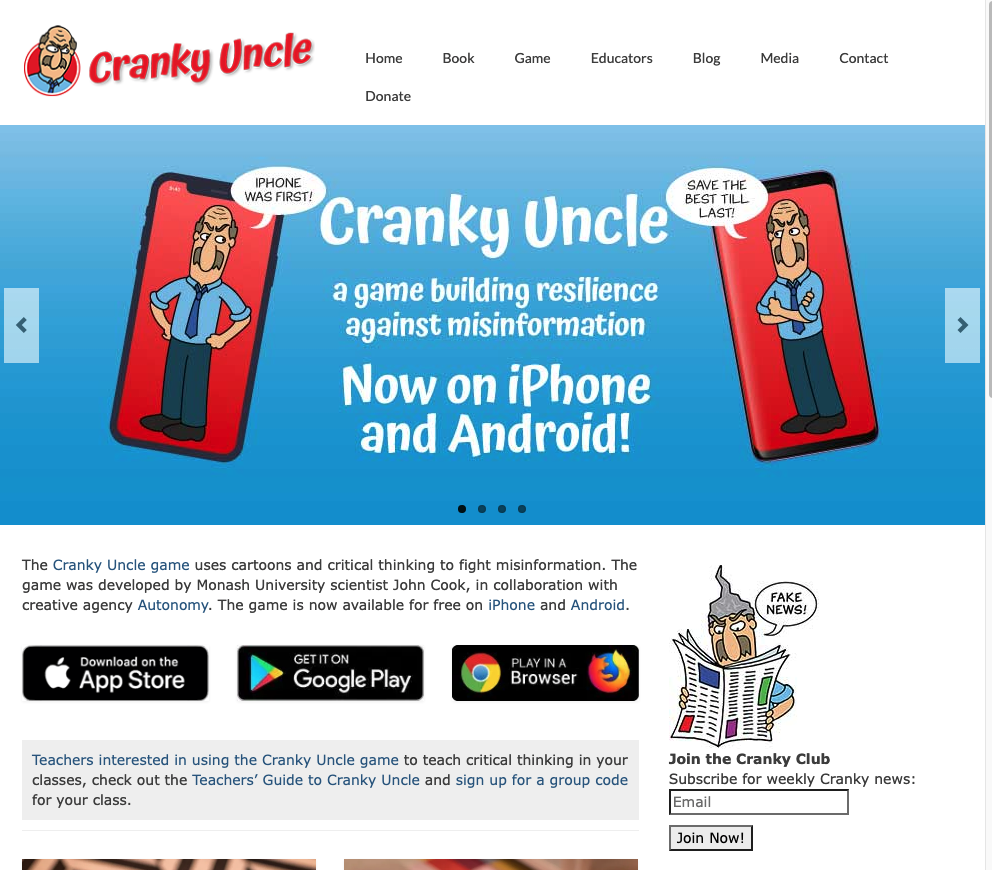 Cranky Uncle
Home
Book
Game
Educators
Blog
Media
Contact
Donate
IPHONE
WAS FIRST!
Cranky Uncle
a game building resilience
against misinformation
Now on iPhone
and Android!
SAVE THE
BEST TILL
LAST!
The Cranky Uncle game uses cartoons and critical thinking to fight misinformation. The
game was developed by Monash University scientist John Cook, in collaboration with
creative agency Autonomy. The game is now available for free on iPhone and Android.
Download on the
App Store
GET IT ON
Google Play
PLAY IN A
Browser
Teachers interested in using the Cranky Uncle game to teach critical thinking in your
classes, check out the Teachers’ Guide to Cranky Uncle and sign up for a group code
for your class.
FAKE
NEWS!
Join the Cranky Club
Subscribe for weekly Cranky news:
Email
Join Now!